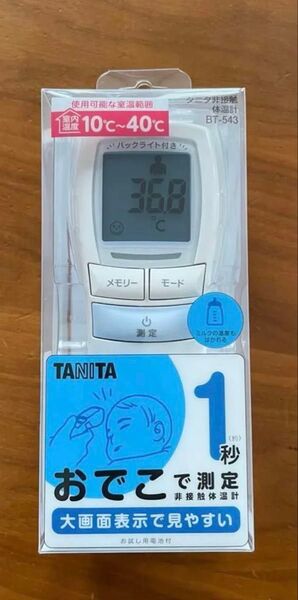 使用可能な室温範囲
室内温度 10℃〜40℃
タニタ非接触
体温計
BT-543
バックライト付き
36.8
℃
メモリー
モード
測定
ミルクの温度も
はかれる
TANITA
1秒
(約)
おでこで測定
非接触体温計
大画面表示で見やすい
お試し用電池付